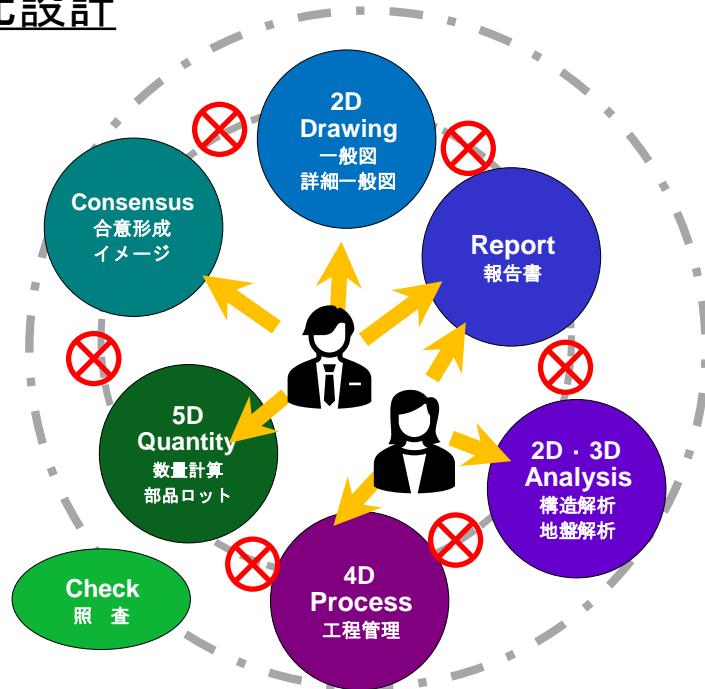 元設計
2D
Drawing
一般図
詳細一般図
Consensus
合意形成
イメージ
Report
報告書
5D
Quantity
数量計算
部品ロット
2D・3D
Analysis
構造解析
地盤解析
4D
Process
工程管理
Check
照　査